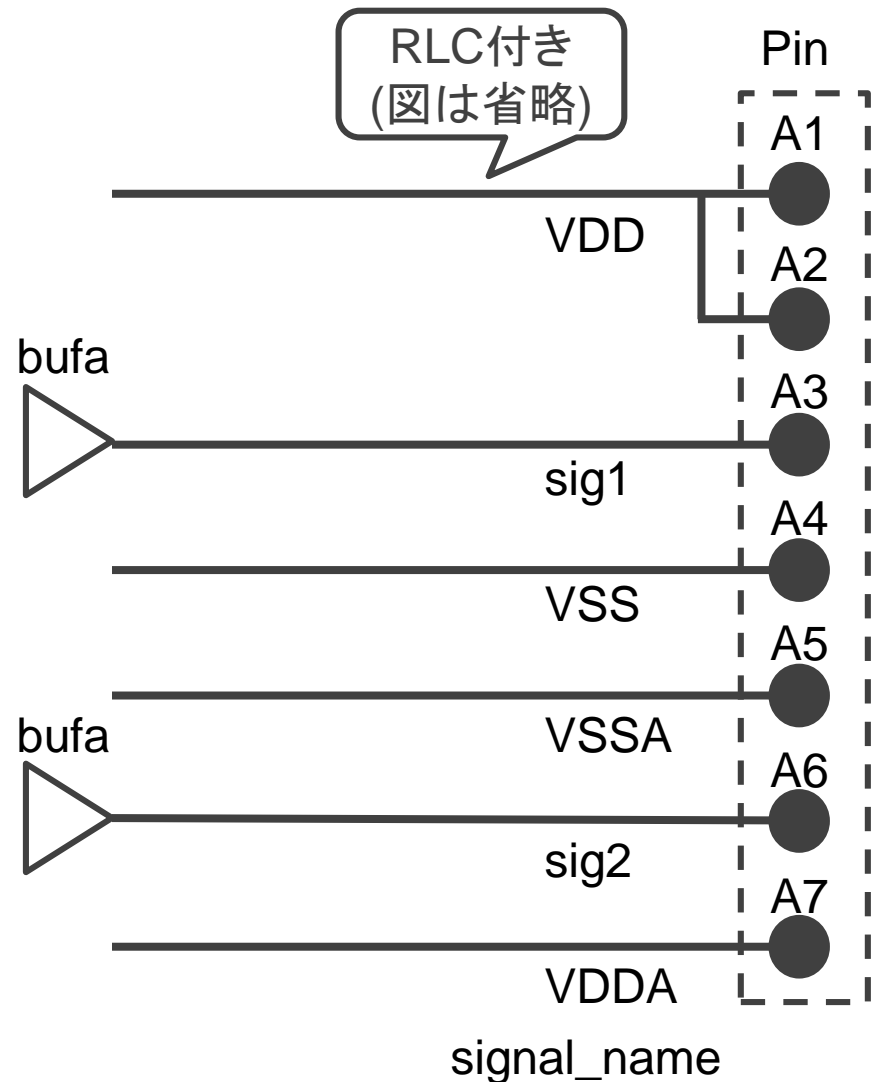 RLC付き
(図は省略)
Pin
A1
VDD
A2
bufa
A3
sig1
A4
VSS
A5
bufa
VSSA
A6
sig2
A7
VDDA
signal_name